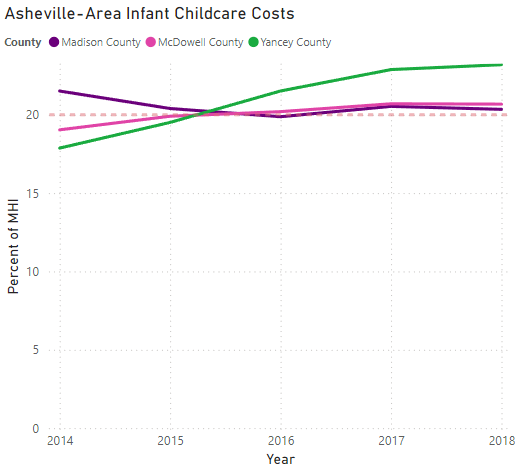 Asheville-Area Infant Childcare Costs
County Madison County McDowell County Yancey County
20
15
10
5
0
Percent of MHI
2014 2015 2016 2017 2018
Year